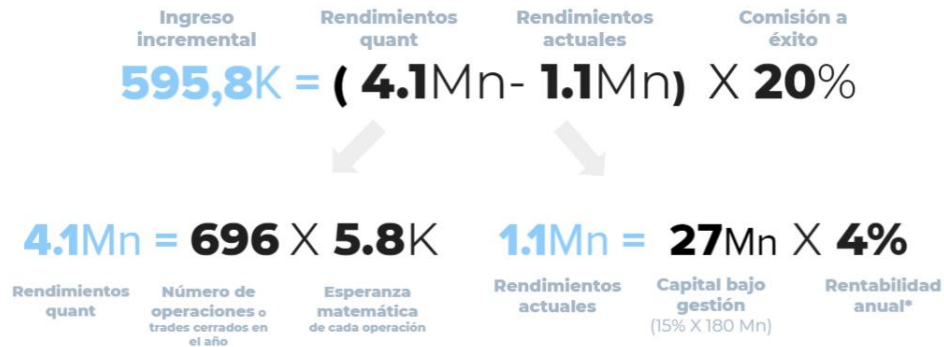 Ingreso incremental
Rendimientos quant
Rendimientos actuales
Comisión a éxito
595,8K = ( 4.1Mn- 1.1Mn) X 20%
4.1Mn = 696 X 5.8K
Rendimientos quant
Número de operaciones o trades cerrados en el año
Esperanza matemática de cada operación
1.1Mn = 27Mn X 4%
Rendimientos actuales
Capital bajo gestión
(15% X 180 Mn)
Rentabilidad anual*